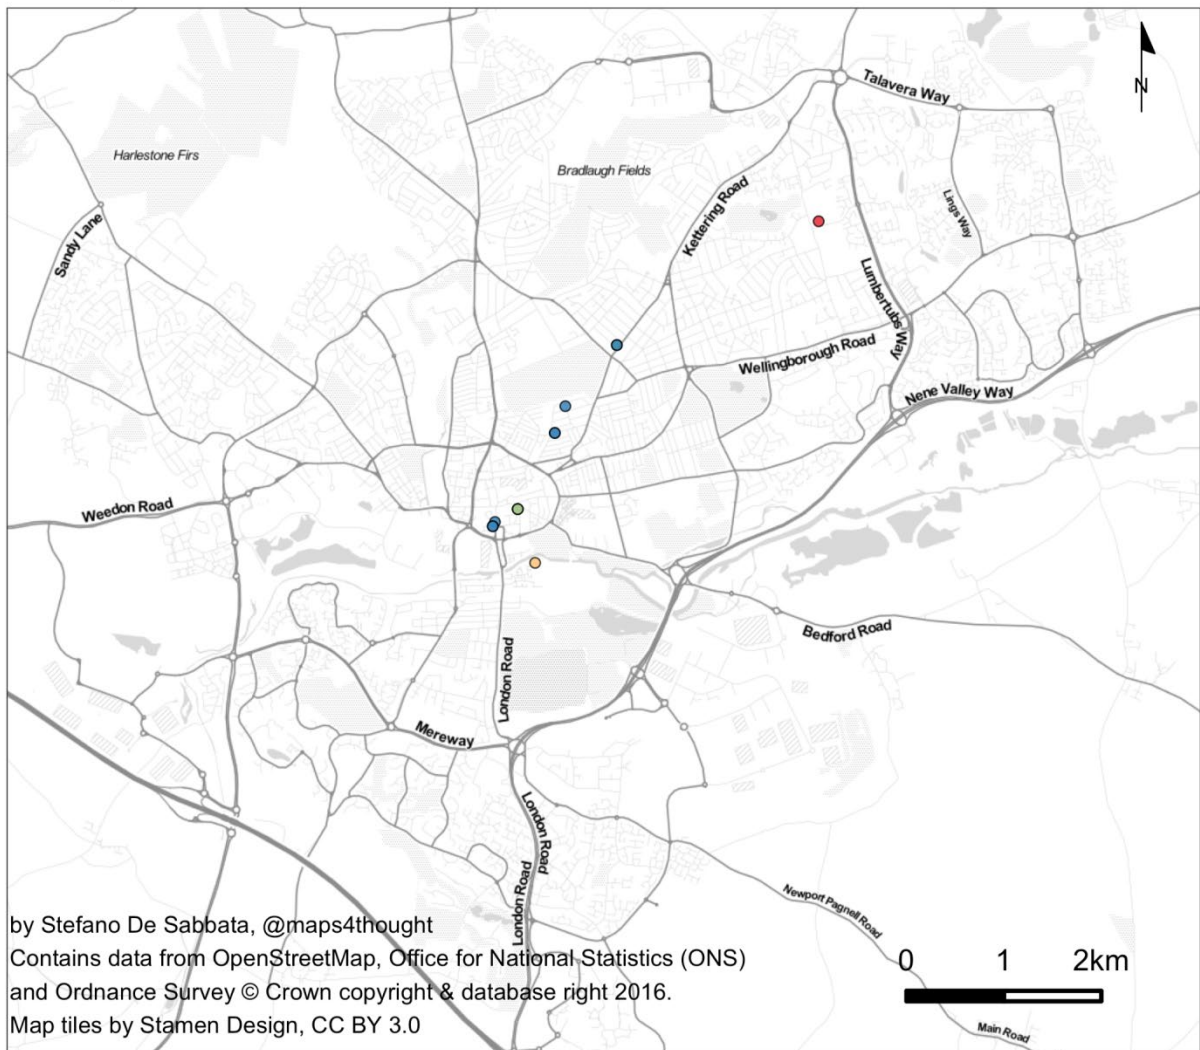 Talavera Way
N
Harlestone Firs
Bradlaugh Fields
Kettering Road
Lings Way
Sandy Lane
Lumbertubs Way
Wellingborough Road
Nene Valley Way
Weedon Road
Bedford Road
London Road
Mereway
London Road
London Road
Newport Pagnell Road
by Stefano De Sabbata, @maps4thought
Contains data from OpenStreetMap, Office for National Statistics (ONS)
and Ordnance Survey © Crown copyright & database right 2016.
Map tiles by Stamen Design, CC BY 3.0
0 1 2km
Main Road